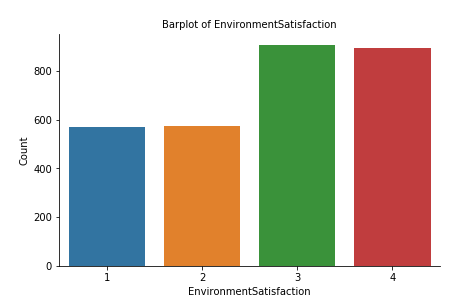 Barplot of EnvironmentSatisfaction
Count
800
600
400
200
0
1 2 3 4
EnvironmentSatisfaction